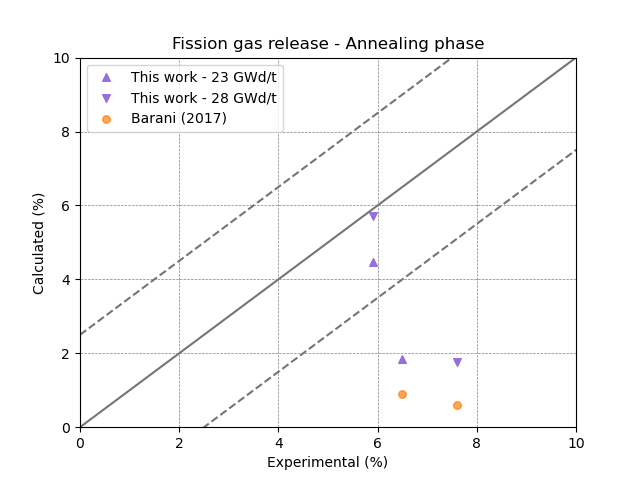 Fission gas release - Annealing phase
This work - 23 GWd/t
This work - 28 GWd/t
Barani (2017)
10
8
6
4
2
0
Calculated (%)
0 2 4 6 8 10
Experimental (%)